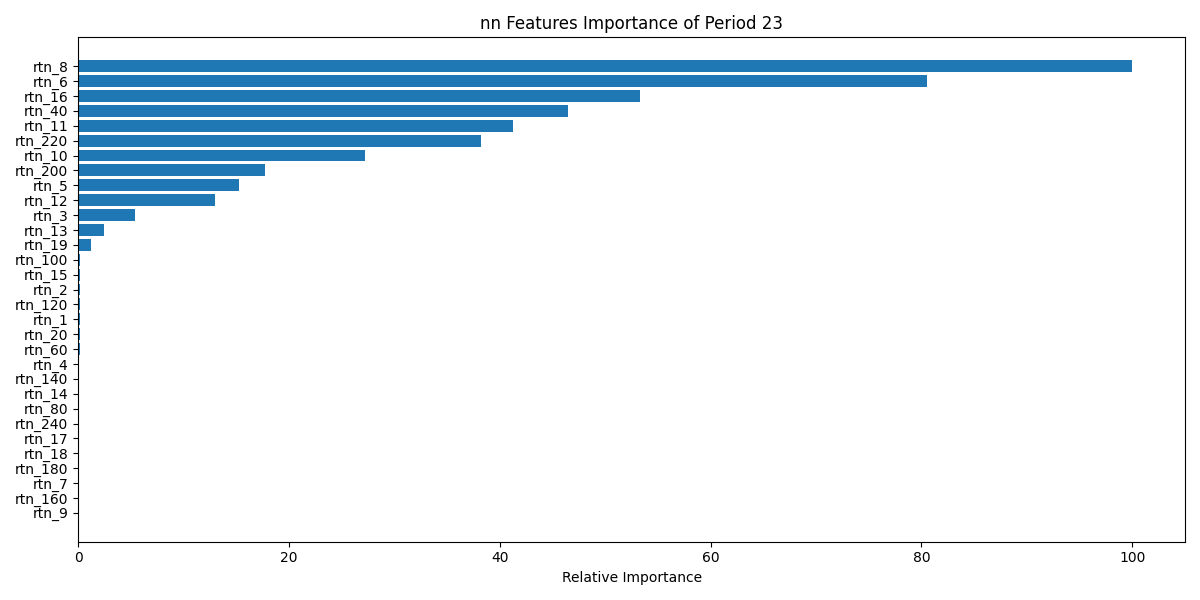 nn Features Importance of Period 23
rtn_8
rtn_6
rtn_16
rtn_40
rtn_11
rtn_220
rtn_10
rtn_200
rtn_5
rtn_12
rtn_3
rtn_13
rtn_19
rtn_100
rtn_15
rtn_2
rtn_120
rtn_1
rtn_20
rtn_60
rtn_4
rtn_140
rtn_14
rtn_80
rtn_240
rtn_17
rtn_18
rtn_180
rtn_7
rtn_160
rtn_9
0 20 40 60 80 100
Relative Importance